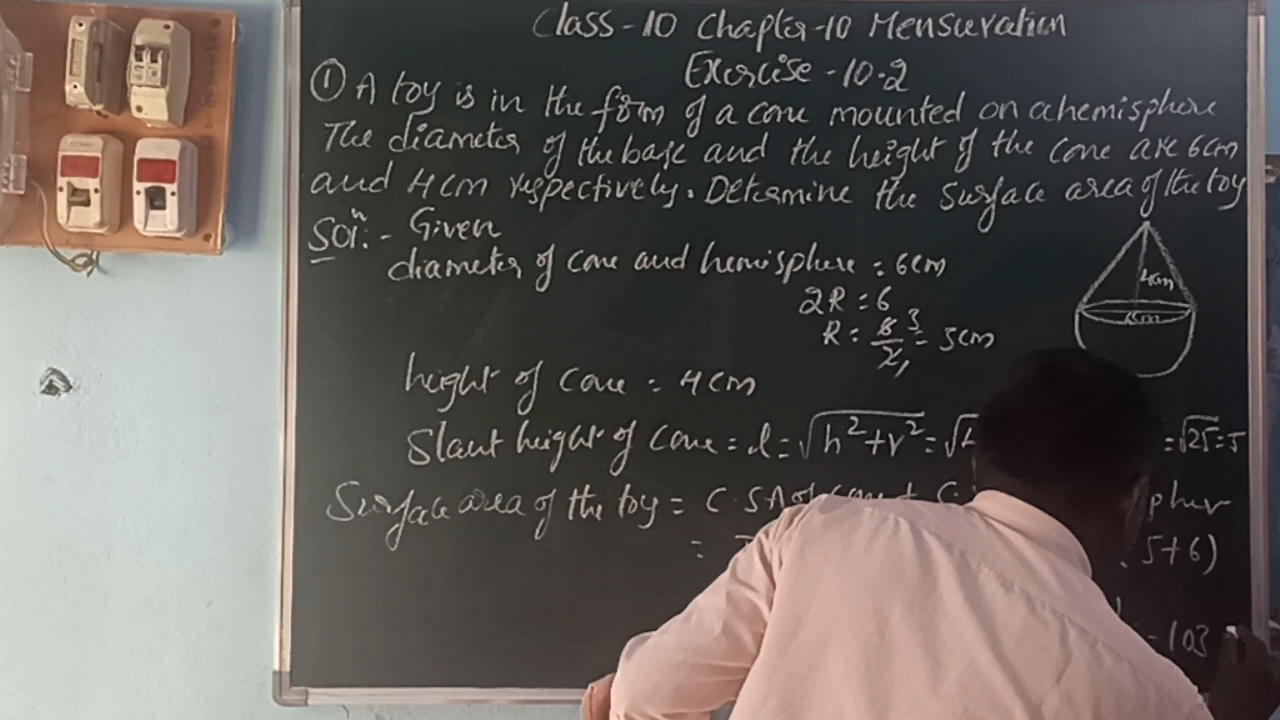 Class-10 Chapter-10 Mensuration
Exercise-10.2
① A toy is in the form of a cone mounted on a hemisphere
The diameter of the base and the height of the cone are 6cm
and 4cm respectively. Determine the surface area of the toy
Solⁿ:- Given
diameter of cone and hemisphere = 6cm
4cm
6cm
2R = 6
R = 6/2 3/1 = 3cm
height of cone = 4cm
Slant height of cone = l = √h²+r² = √ = √25 = 5
Surface area of the toy = C.S.A of cone + C.
= 5+6)
103